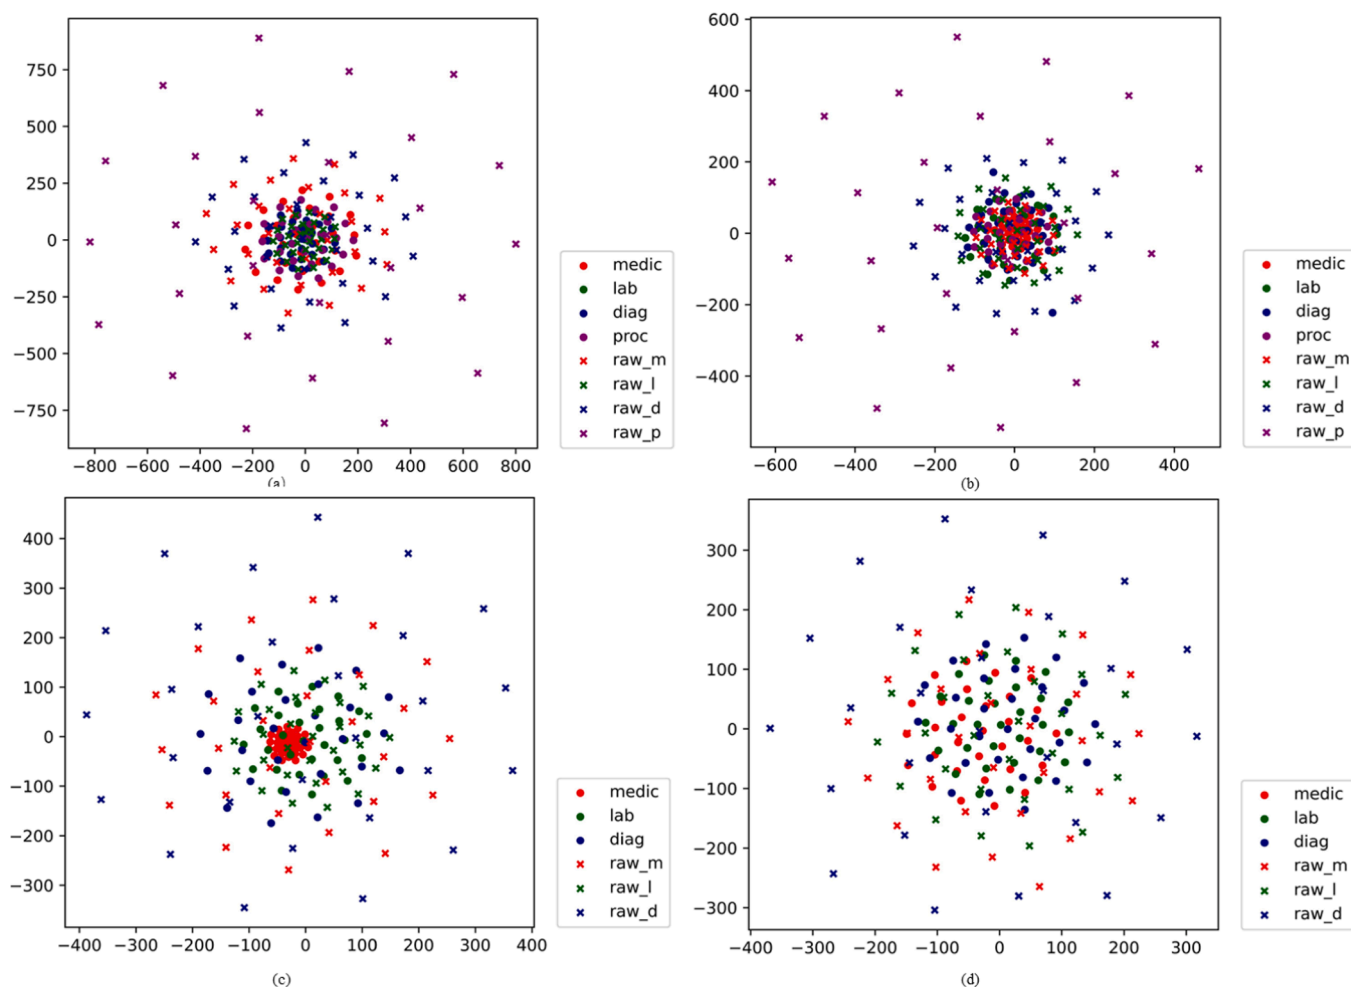 750
500
250
0
−250
−500
−750
−800 −600 −400 −200 0 200 400 600 800
(a)
medic
lab
diag
proc
raw_m
raw_l
raw_d
raw_p
600
400
200
0
−200
−400
−600 −400 −200 0 200 400
(b)
medic
lab
diag
proc
raw_m
raw_l
raw_d
raw_p
400
300
200
100
0
−100
−200
−300
−400 −300 −200 −100 0 100 200 300 400
(c)
medic
lab
diag
raw_m
raw_l
raw_d
300
200
100
0
−100
−200
−300
−400 −300 −200 −100 0 100 200 300
(d)
medic
lab
diag
raw_m
raw_l
raw_d